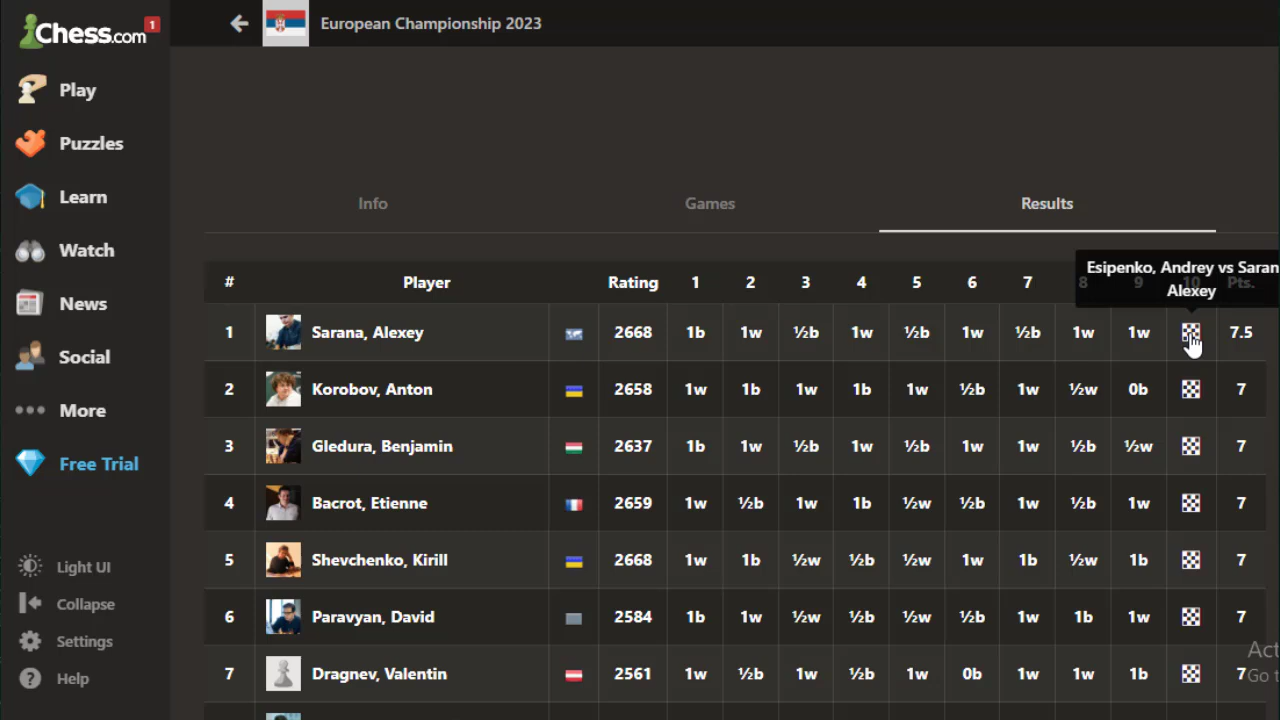 Chess.com 1
European Championship 2023
Play
Puzzles
Learn
Watch
News
Social
More
Free Trial
Light UI
Collapse
Settings
Help
Info Games Results
Esipenko, Andrey vs Saran
Alexey
# Player Rating 1 2 3 4 5 6 7 8 9 10 Pts.
1 Sarana, Alexey 2668 1b 1w ½b 1w ½b 1w ½b 1w 1w 7.5
2 Korobov, Anton 2658 1w 1b 1w 1b 1w ½b 1w ½w 0b 7
3 Gledura, Benjamin 2637 1b 1w ½b 1w ½b 1w 1w ½b ½w 7
4 Bacrot, Etienne 2659 1w ½b 1w 1b ½w ½b 1w ½b 1w 7
5 Shevchenko, Kirill 2668 1w 1b ½w ½b ½w 1w 1b ½w 1b 7
6 Paravyan, David 2584 1b 1w ½w ½b ½w ½b 1w 1b 1w 7
7 Dragnev, Valentin 2561 1w ½b 1w ½b 1w 0b 1w 1w 1b 7
Act
Go t